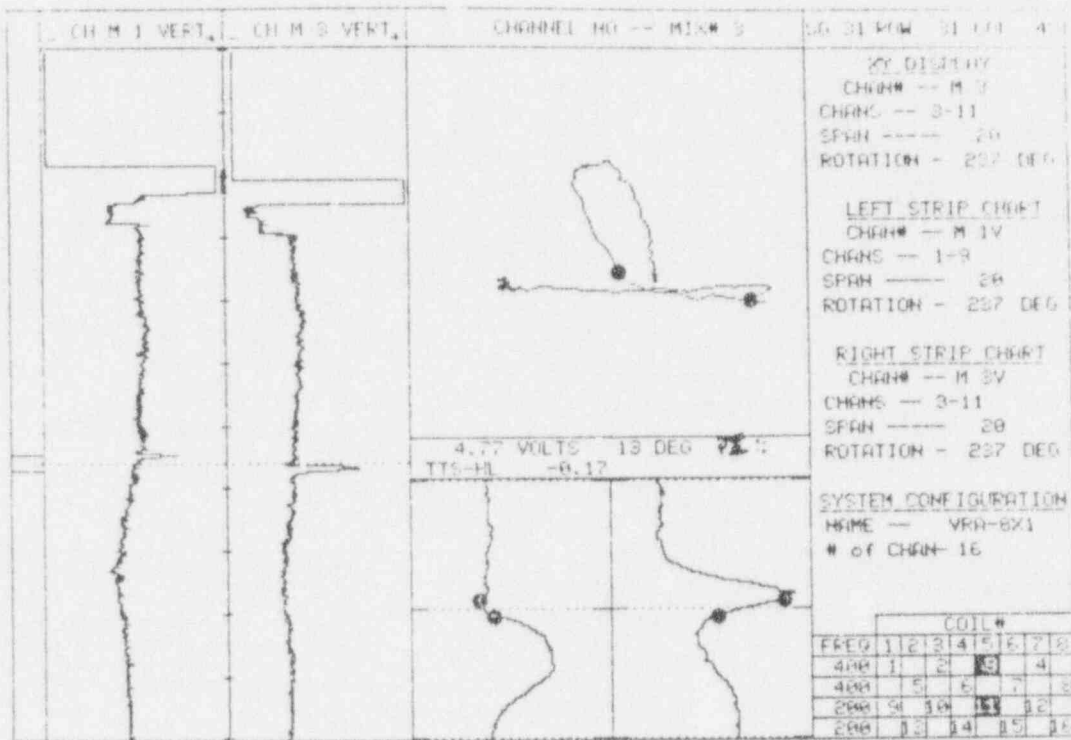 CH M 1 VERT.
CH M 3 VERT.
CHANNEL NO -- MIX# 3
SG 31 ROW 31 4
XY DISPLAY
CHAN# -- M 3
CHANS -- 3-11
SPAN ----- 20
ROTATION - 237 DEG
LEFT STRIP CHART
CHAN# -- M 1V
CHANS -- 1-9
SPAN ----- 20
ROTATION - 237 DEG
RIGHT STRIP CHART
CHAN# -- M 3V
CHANS -- 3-11
SPAN ----- 20
ROTATION - 237 DEG
4.77 VOLTS 13 DEG
TTS-HL -0.17
SYSTEM CONFIGURATION
NAME -- VRA-8X1
# of CHAN- 16
COIL#
FREQ 1 2 3 4 5 6 7 8
400 1 2 3 4
400 5 6 7 8
200 9 10 11 12
200 13 14 15 16